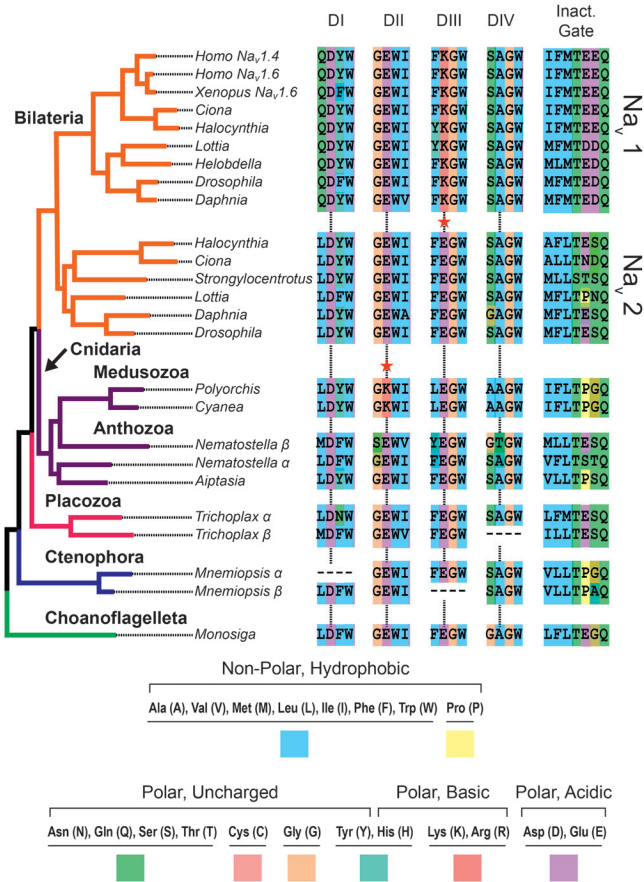 DI DII DIII DIV Inact. Gate
Homo Nav1.4 QDYW GEWI FKGW SAGW IFMTEEQ
Homo Nav1.6 QDYW GEWI FKGW SAGW IFMTEEQ
Xenopus Nav1.6 QDFW GEWI FKGW SAGW IFMTEEQ
Ciona QDYW GEWI FKGW SAGW IFMTEEQ
Bilateria
Halocynthia QDYW GEWI YKGW SAGW IFMTEEQ
Nav 1
Lottia QDYW GEWI YKGW SAGW MFMTDDQ
Helobdella QDYW GEWI FKGW SAGW MLMTEDQ
Drosophila QDFW GEWI FKGW SAGW MFMTEDQ
Daphnia QDYW GEWV FKGW SAGW MFMTEDQ
Halocynthia LDYW GEWI FEGW SAGW AFLTESQ
Ciona LDYW GEWI FEGW SAGW ALLTNDQ
Strongylocentrotus LDYW GEWI FEGW SAGW MLLTSSQ
Nav 2
Lottia LDFW GEWI FEGW SAGW MFLTPNQ
Daphnia LDYW GEWA FEGW GAGW MFLTESQ
Drosophila LDYW GEWI FEGW SAGW MFLTESQ
Cnidaria
Medusozoa
Polyorchis LDYW GKWI LEGW AAGW IFLTPGQ
Cyanea LDYW GKWI LEGW AAGW IFLTPGQ
Anthozoa
Nematostella β MDFW SEWV YEGW GTGW MLLTESQ
Nematostella α LDFW GEWI FEGW SAGW VFLTSTQ
Aiptasia LDYW GEWI FEGW SAGW VLLTPSQ
Placozoa
Trichoplax α LDNW GEWI FEGW SAGW LFMTESQ
Trichoplax β MDFW GEWV FEGW ---- ILLTESQ
Ctenophora
Mnemiopsis α ---- GEWI FEGW SAGW VLLTPGQ
Mnemiopsis β LDFW GEWI ---- SAGW VLLTPAQ
Choanoflagelleta
Monosiga LDFW GEWI FEGW GAGW LFLTEGQ
Non-Polar, Hydrophobic
Ala (A), Val (V), Met (M), Leu (L), Ile (I), Phe (F), Trp (W) Pro (P)
Polar, Uncharged Polar, Basic Polar, Acidic
Asn (N), Gln (Q), Ser (S), Thr (T) Cys (C) Gly (G) Tyr (Y), His (H) Lys (K), Arg (R) Asp (D), Glu (E)